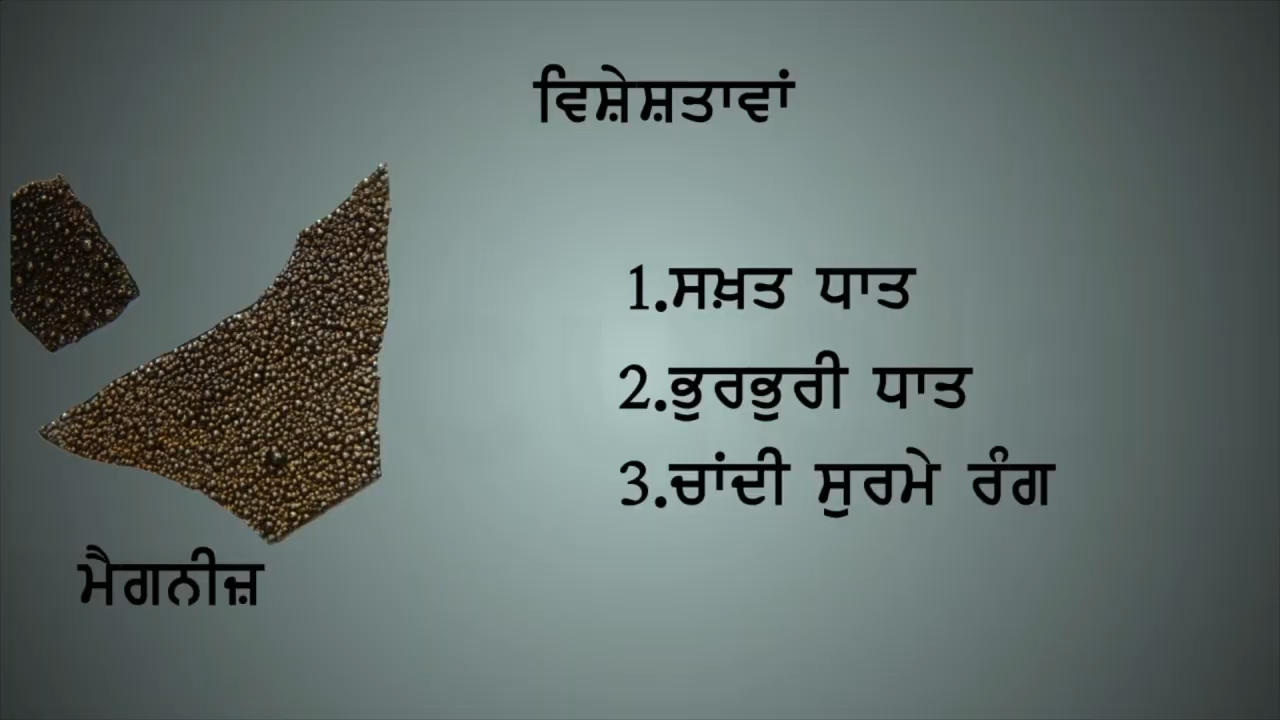 ਵਿਸ਼ੇਸ਼ਤਾਵਾਂ
1.ਸਖ਼ਤ ਧਾਤ
2.ਭੁਰਭੁਰੀ ਧਾਤ
3.ਚਾਂਦੀ ਸੁਰਮੇ ਰੰਗ
ਮੈਗਨੀਜ਼